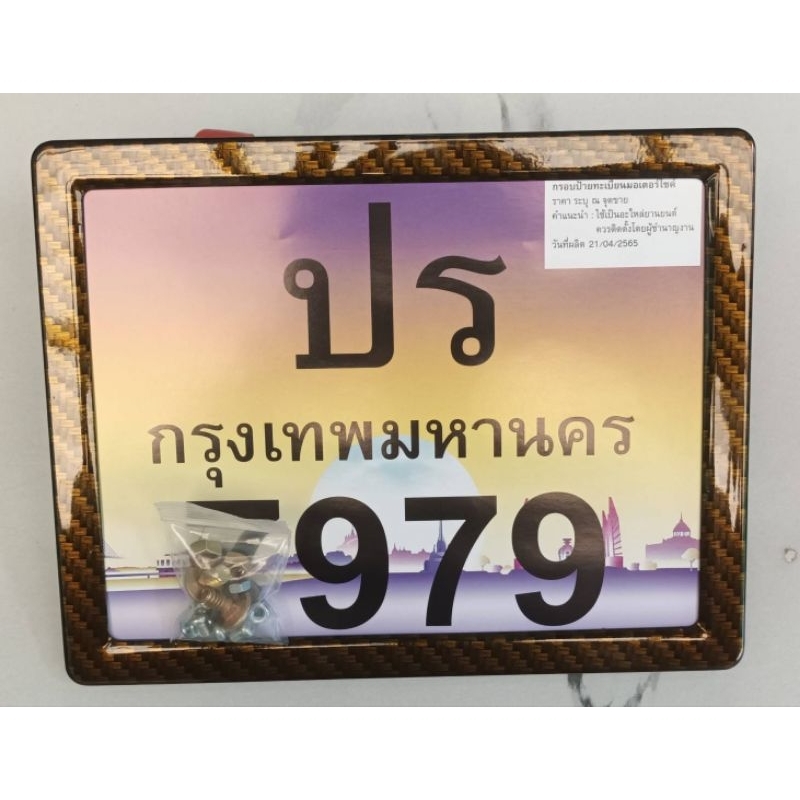 กรอบป้ายทะเบียนมอเตอร์ไซค์
ราคา ระบุ ณ จุดขาย
คำแนะนำ : ใช้เป็นอะไหล่ยานยนต์
ควรติดตั้งโดยผู้ชำนาญงาน
วันที่ผลิต 21/04/2565
ปร
กรุงเทพมหานคร
979